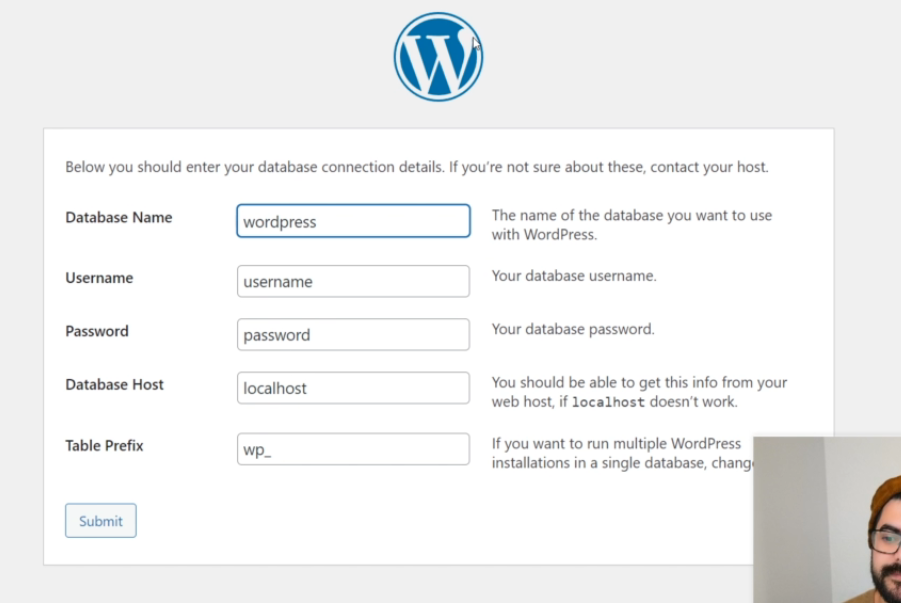 Below you should enter your database connection details. If you're not sure about these, contact your host.
Database Name
wordpress
The name of the database you want to use
with WordPress.
Username
username
Your database username.
Password
password
Your database password.
Database Host
localhost
You should be able to get this info from your
web host, if localhost doesn't work.
Table Prefix
wp_
If you want to run multiple WordPress
installations in a single database,
Submit